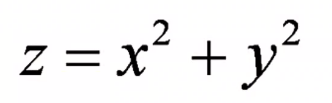 z = x² + y²